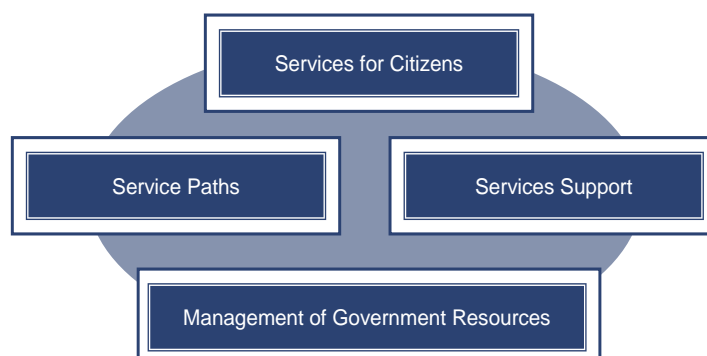 Services for Citizens
Service Paths
Services Support
Management of Government Resources